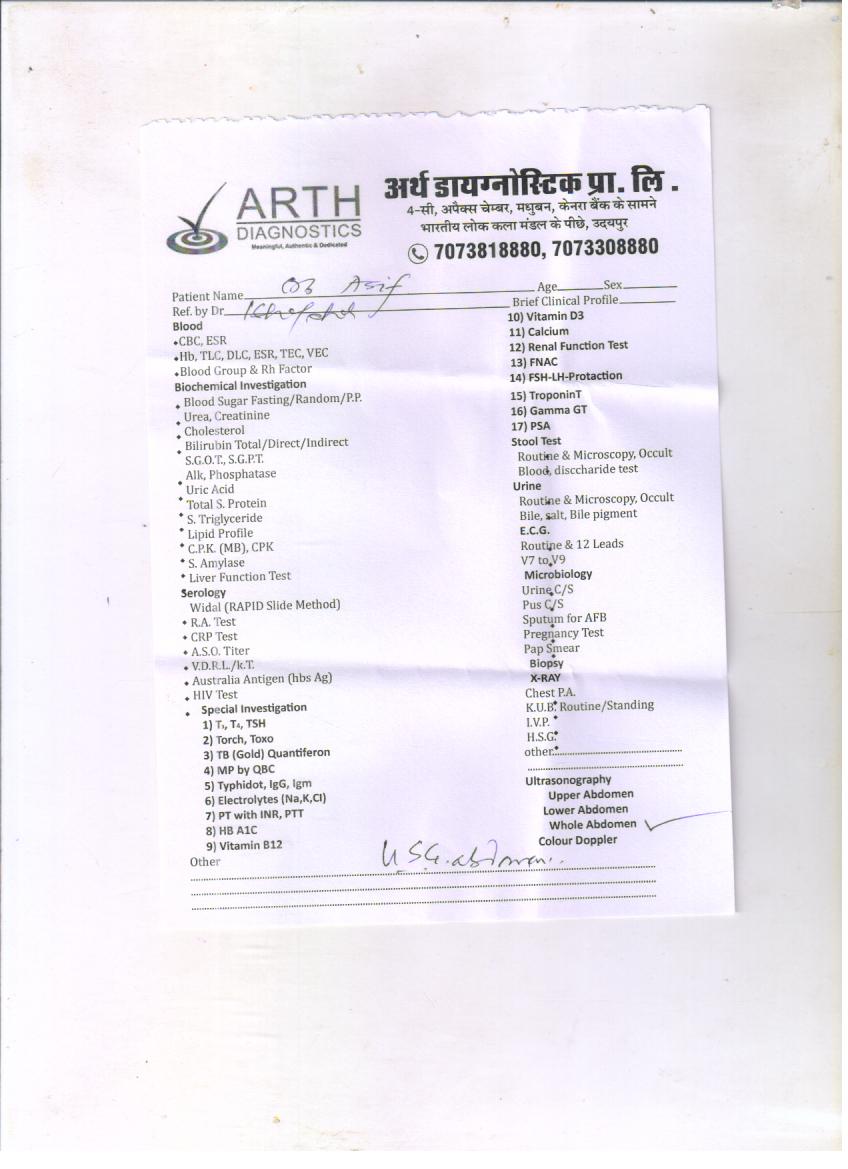 ARTH
DIAGNOSTICS
Meaningful, Authentic & Dedicated
अर्थ डायग्नोस्टिक प्रा. लि .
4-सी, अपैक्स चेम्बर, मधुबन, केनरा बैंक के सामने
भारतीय लोक कला मंडल के पीछे, उदयपुर
7073818880, 7073308880
Patient Name Asif Age Sex
Ref. by Dr. Brief Clinical Profile
Blood
CBC, ESR
Hb, TLC, DLC, ESR, TEC, VEC
Blood Group & Rh Factor
Biochemical Investigation
Blood Sugar Fasting/Random/P.P.
Urea, Creatinine
Cholesterol
Bilirubin Total/Direct/Indirect
S.G.O.T., S.G.P.T.
Alk, Phosphatase
Uric Acid
Total S. Protein
S. Triglyceride
Lipid Profile
C.P.K. (MB), CPK
S. Amylase
Liver Function Test
Serology
Widal (RAPID Slide Method)
R.A. Test
CRP Test
A.S.O. Titer
V.D.R.L./k.T.
Australia Antigen (hbs Ag)
HIV Test
Special Investigation
1) T3, T4, TSH
2) Torch, Toxo
3) TB (Gold) Quantiferon
4) MP by QBC
5) Typhidot, IgG, Igm
6) Electrolytes (Na,K,Cl)
7) PT with INR, PTT
8) HB A1C
9) Vitamin B12
Other
10) Vitamin D3
11) Calcium
12) Renal Function Test
13) FNAC
14) FSH-LH-Protaction
15) TroponinT
16) Gamma GT
17) PSA
Stool Test
Routine & Microscopy, Occult
Blood, disccharide test
Urine
Routine & Microscopy, Occult
Bile, salt, Bile pigment
E.C.G.
Routine & 12 Leads
V7 to V9
Microbiology
Urine C/S
Pus C/S
Sputum for AFB
Pregnancy Test
Pap Smear
Biopsy
X-RAY
Chest P.A.
K.U.B. Routine/Standing
I.V.P.
H.S.G.
other
Ultrasonography
Upper Abdomen
Lower Abdomen
Whole Abdomen ✓
Colour Doppler
USG. abdomen